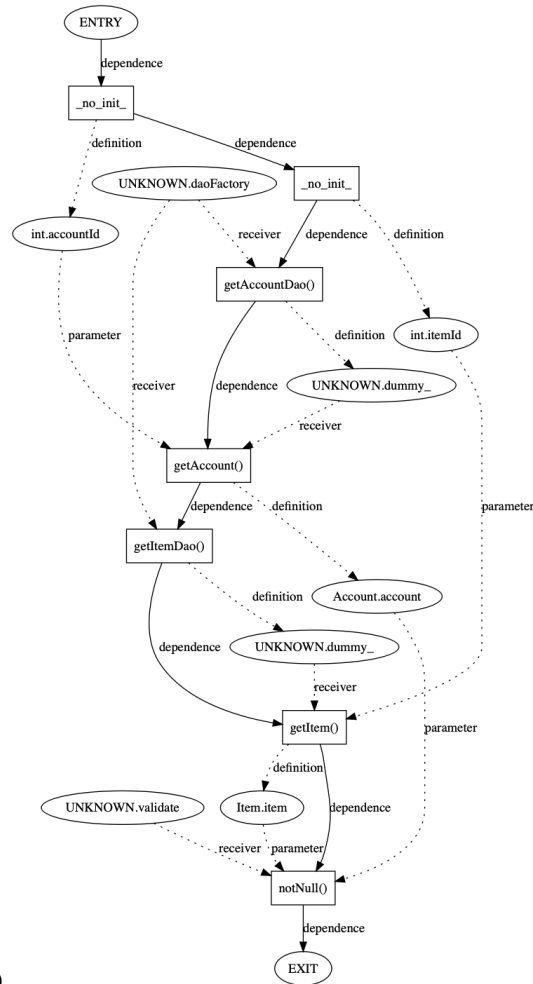 ENTRY
dependence
_no_init_
definition
dependence
UNKNOWN.daoFactory
_no_init_
int.accountId
receiver
dependence
definition
getAccountDao()
parameter
definition
int.itemId
receiver
dependence
UNKNOWN.dummy_
receiver
getAccount()
dependence
definition
parameter
getItemDao()
definition
Account.account
dependence
UNKNOWN.dummy_
receiver
getItem()
parameter
definition
UNKNOWN.validate
Item.item
dependence
receiver
parameter
notNull()
dependence
EXIT
)